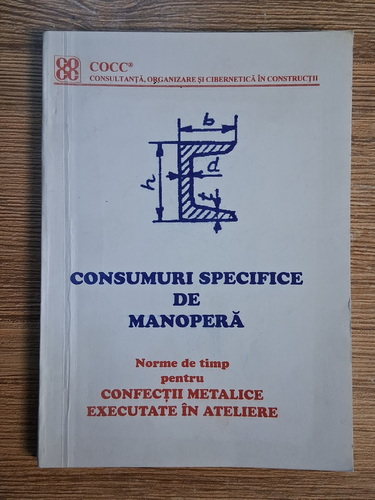 COCC®
CONSULTANȚĂ, ORGANIZARE ȘI CIBERNETICĂ ÎN CONSTRUCȚII
b
d
h
t
CONSUMURI SPECIFICE
DE
MANOPERĂ
Norme de timp
pentru
CONFECȚII METALICE
EXECUTATE ÎN ATELIERE